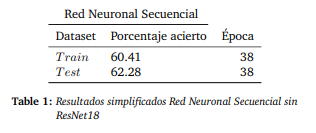 Red Neuronal Secuencial
Dataset Porcentaje acierto Época
Train 60.41 38
Test 62.28 38
Table 1: Resultados simplificados Red Neuronal Secuencial sin
ResNet18